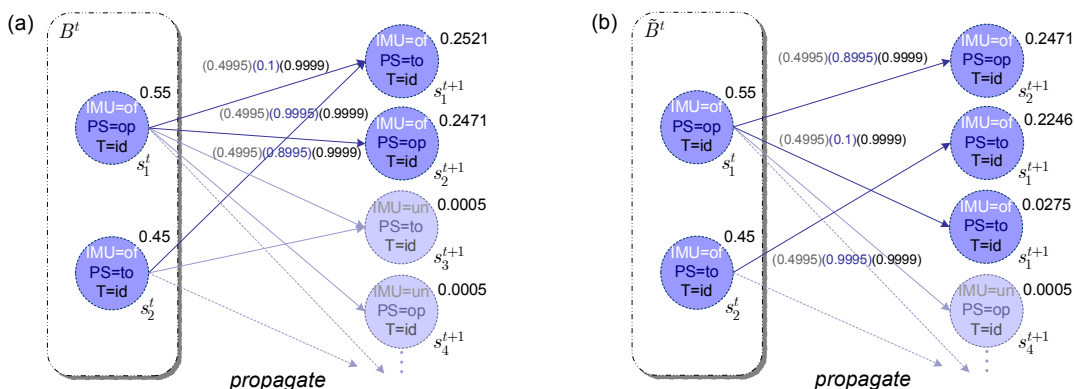 (a)
B^t
0.55
IMU=of
PS=op
T=id
s_1^t
0.45
IMU=of
PS=to
T=id
s_2^t
(0.4995)(0.1)(0.9999)
(0.4995)(0.9995)(0.9999)
(0.4995)(0.8995)(0.9999)
0.2521
IMU=of
PS=to
T=id
s_1^{t+1}
0.2471
IMU=of
PS=op
T=id
s_2^{t+1}
0.0005
IMU=un
PS=to
T=id
s_3^{t+1}
0.0005
IMU=un
PS=op
T=id
s_4^{t+1}
propagate
(b)
B̃^t
0.55
IMU=of
PS=op
T=id
s_1^t
0.45
IMU=of
PS=to
T=id
s_2^t
(0.4995)(0.8995)(0.9999)
(0.4995)(0.1)(0.9999)
(0.4995)(0.9995)(0.9999)
0.2471
IMU=of
PS=op
T=id
s_2^{t+1}
0.2246
IMU=of
PS=to
T=id
s_1^{t+1}
0.0275
IMU=of
PS=to
T=id
s_1^{t+1}
0.0005
IMU=un
PS=op
T=id
s_4^{t+1}
propagate